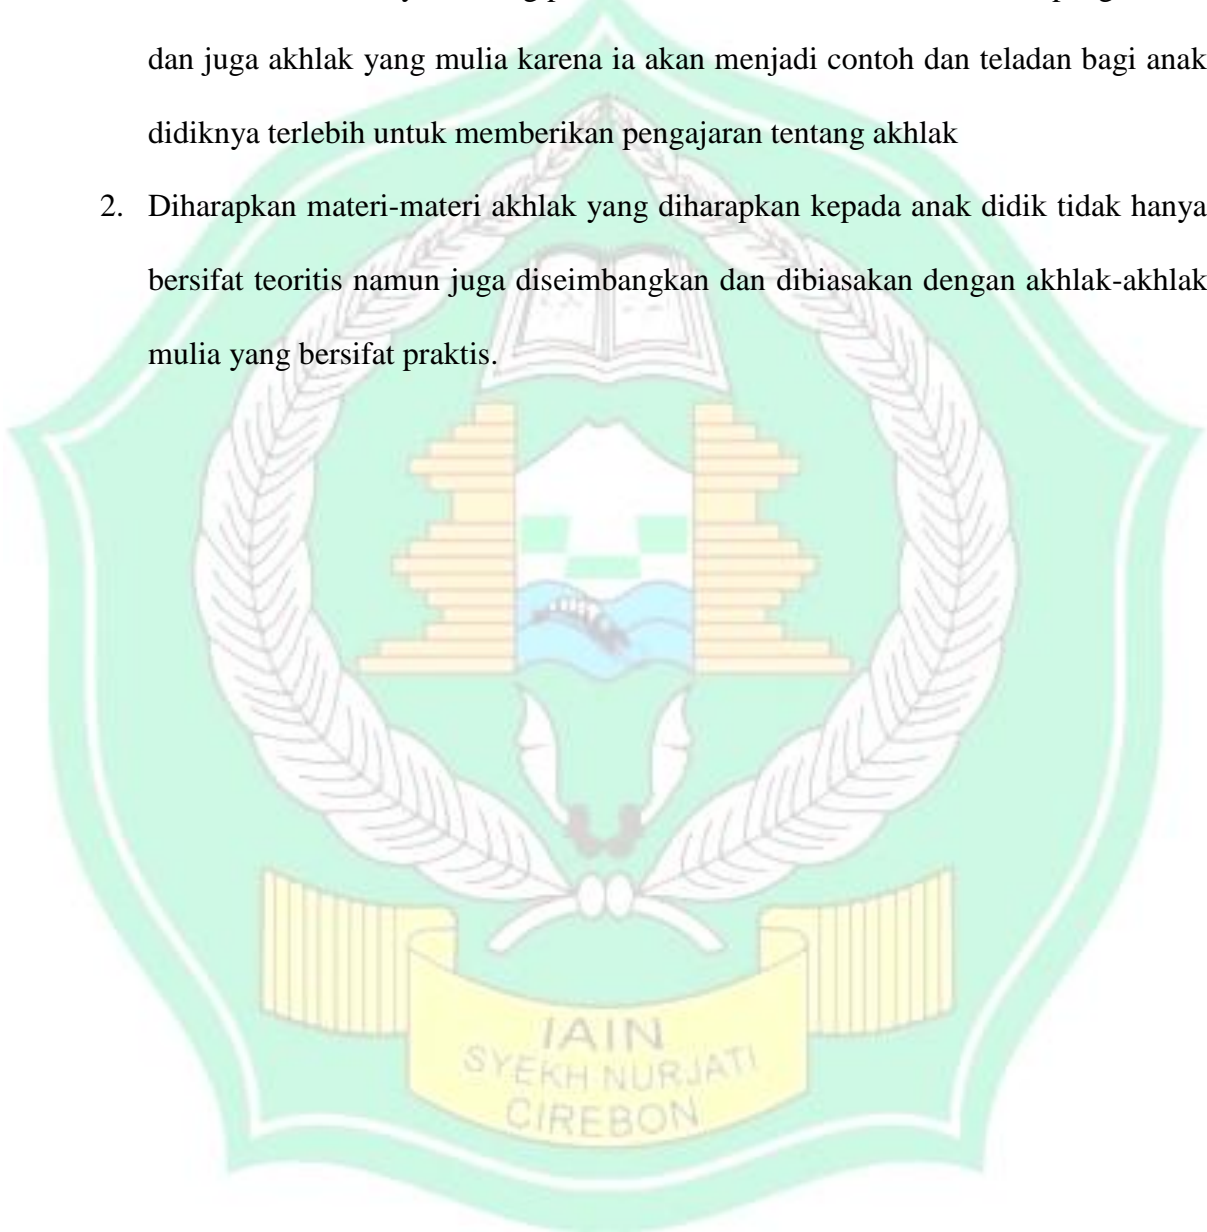 dan juga akhlak yang mulia karena ia akan menjadi contoh dan teladan bagi anak
didiknya terlebih untuk memberikan pengajaran tentang akhlak
2. Diharapkan materi-materi akhlak yang diharapkan kepada anak didik tidak hanya
bersifat teoritis namun juga diseimbangkan dan dibiasakan dengan akhlak-akhlak
mulia yang bersifat praktis.
IAIN
SYEKH NURJATI
CIREBON